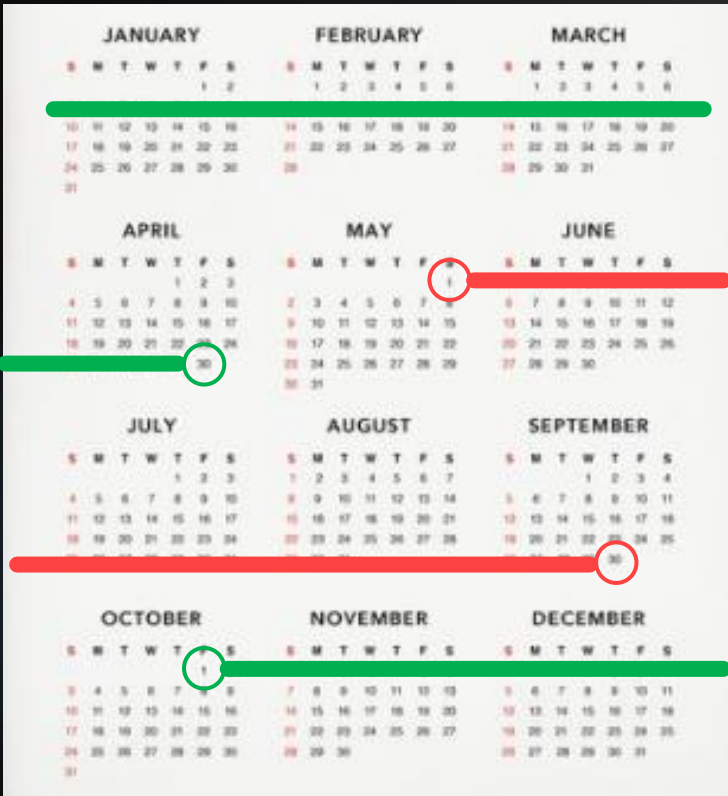 JANUARY FEBRUARY MARCH
S M T W T F S S M T W T F S S M T W T F S
1 2 1 2 3 4 5 6 1 2 3 4 5 6
10 11 12 13 14 15 16 14 15 16 17 18 19 20 14 15 16 17 18 19 20
17 18 19 20 21 22 23 21 22 23 24 25 26 27 21 22 23 24 25 26 27
24 25 26 27 28 29 30 28 28 29 30 31
31
APRIL MAY JUNE
S M T W T F S S M T W T F S S M T W T F S
1 2 3 1
4 5 6 7 8 9 10 2 3 4 5 6 7 8 6 7 8 9 10 11 12
11 12 13 14 15 16 17 9 10 11 12 13 14 15 13 14 15 16 17 18 19
18 19 20 21 22 23 24 16 17 18 19 20 21 22 20 21 22 23 24 25 26
30 23 24 25 26 27 28 29 27 28 29 30
30 31
JULY AUGUST SEPTEMBER
S M T W T F S S M T W T F S S M T W T F S
1 2 3 1 2 3 4 5 6 7 1 2 3 4
4 5 6 7 8 9 10 8 9 10 11 12 13 14 5 6 7 8 9 10 11
11 12 13 14 15 16 17 15 16 17 18 19 20 21 12 13 14 15 16 17 18
18 19 20 21 22 23 24 22 23 24 25 26 27 28 19 20 21 22 23 24 25
30
OCTOBER NOVEMBER DECEMBER
S M T W T F S S M T W T F S S M T W T F S
1
3 4 5 6 7 8 9 7 8 9 10 11 12 13 5 6 7 8 9 10 11
10 11 12 13 14 15 16 14 15 16 17 18 19 20 12 13 14 15 16 17 18
17 18 19 20 21 22 23 21 22 23 24 25 26 27 19 20 21 22 23 24 25
24 25 26 27 28 29 30 28 29 30 26 27 28 29 30 31
31